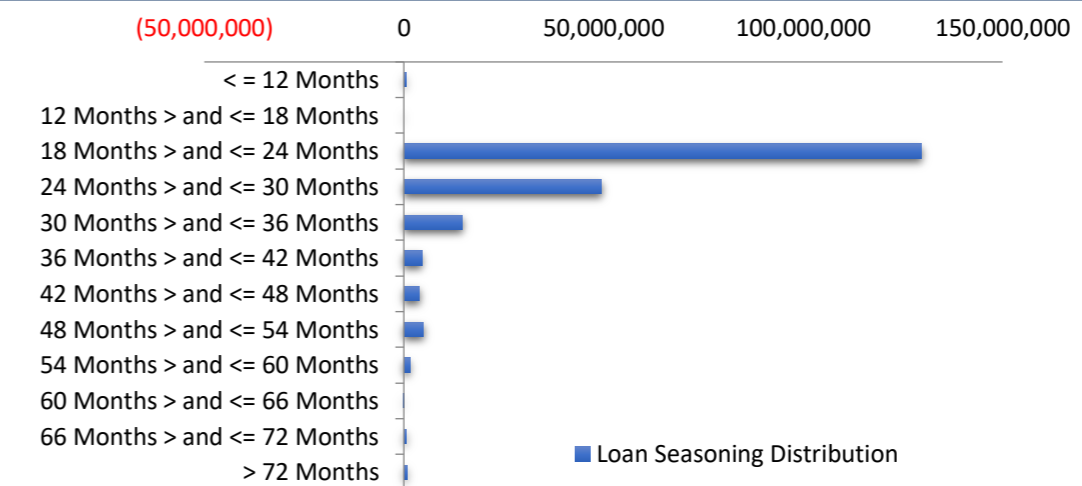 (50,000,000) 0 50,000,000 100,000,000 150,000,000
< = 12 Months
12 Months > and <= 18 Months
18 Months > and <= 24 Months
24 Months > and <= 30 Months
30 Months > and <= 36 Months
36 Months > and <= 42 Months
42 Months > and <= 48 Months
48 Months > and <= 54 Months
54 Months > and <= 60 Months
60 Months > and <= 66 Months
66 Months > and <= 72 Months
> 72 Months
Loan Seasoning Distribution